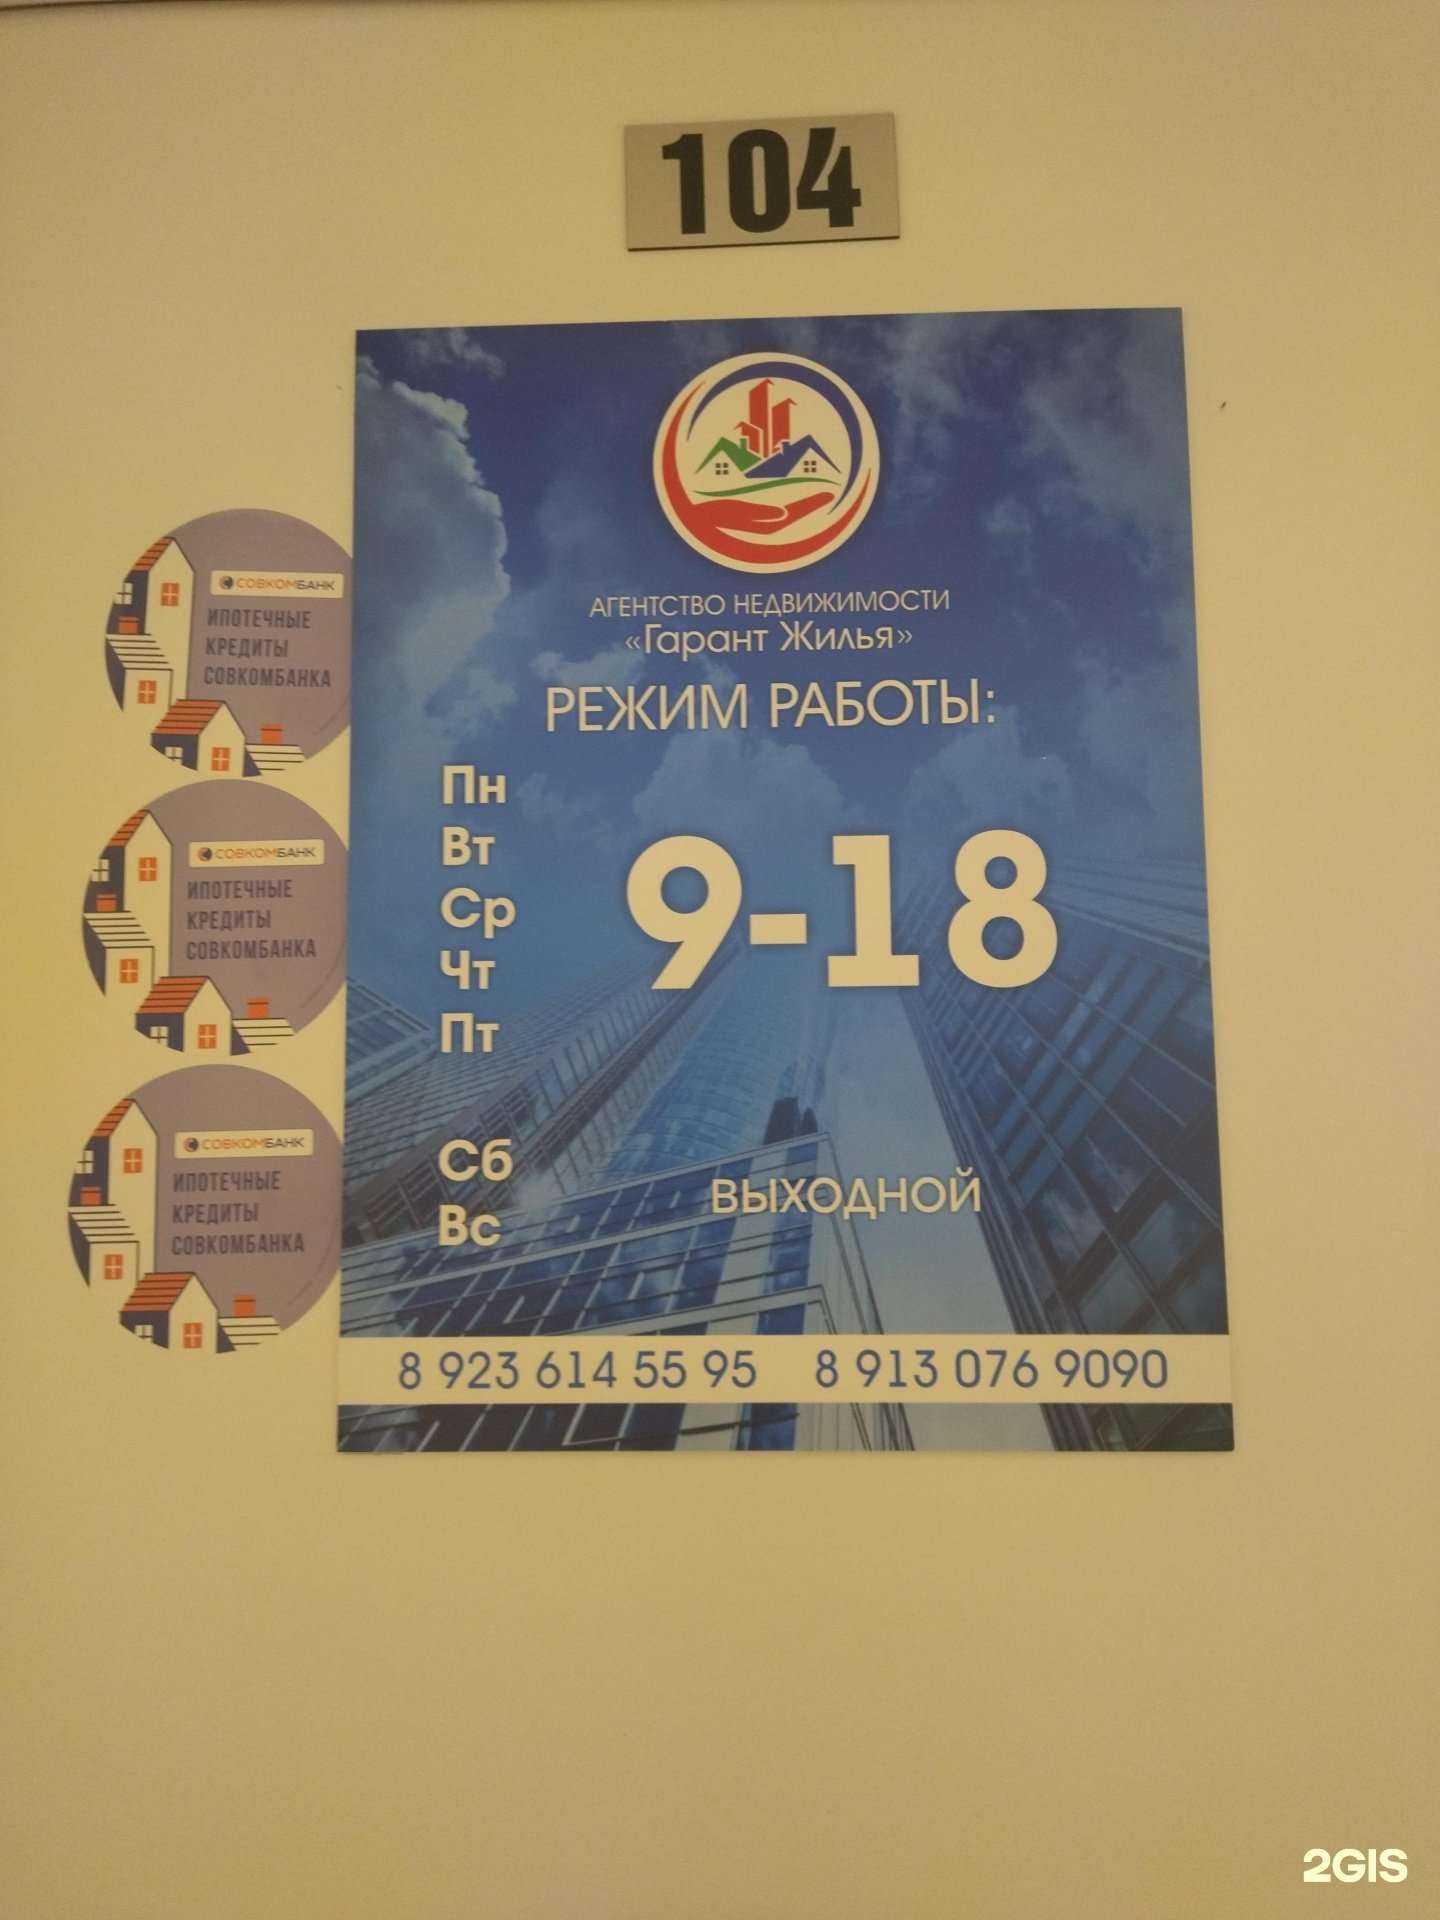 104
АГЕНТСТВО НЕДВИЖИМОСТИ
«Гарант Жилья»
РЕЖИМ РАБОТЫ:
Пн
Вт
Ср
Чт
Пт
9-18
Сб
Вс
ВЫХОДНОЙ
8 923 614 55 95 8 913 076 9090
СОВКОМБАНК
ИПОТЕЧНЫЕ
КРЕДИТЫ
СОВКОМБАНКА
СОВКОМБАНК
ИПОТЕЧНЫЕ
КРЕДИТЫ
СОВКОМБАНКА
СОВКОМБАНК
ИПОТЕЧНЫЕ
КРЕДИТЫ
СОВКОМБАНКА
2GIS